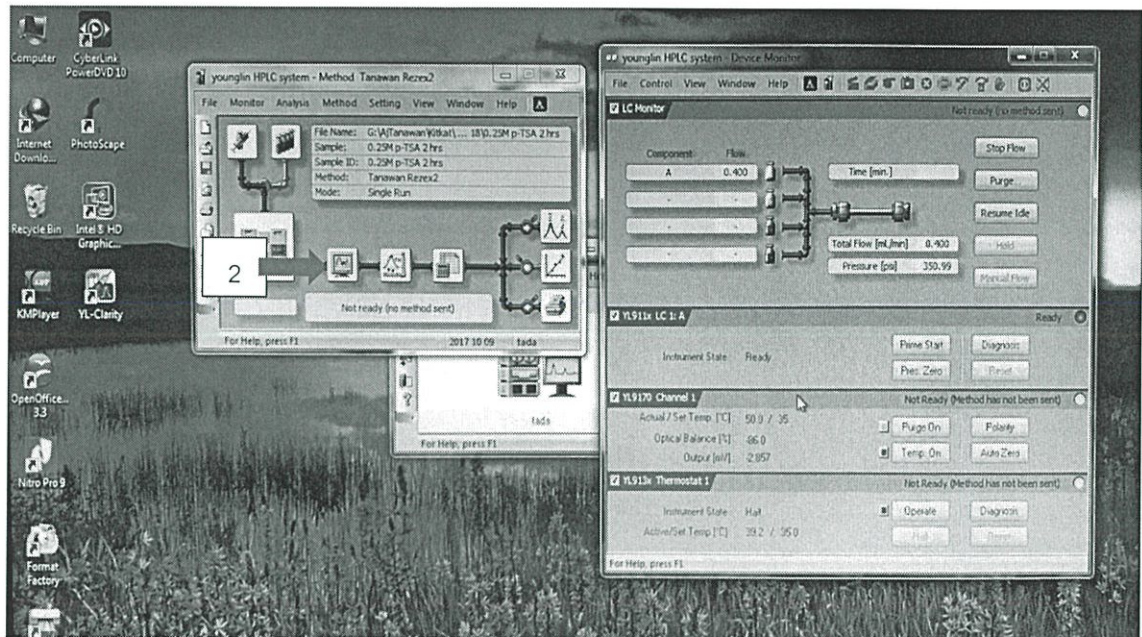 Computer
CyberLink
PowerDVD 10
Internet
Downlo...
PhotoScape
Recycle Bin
Intel® HD
Graphic...
KMPlayer
YL-Clarity
OpenOffice...
3.3
Nitro Pro 9
Format
Factory
younglin HPLC system - Method Tanawan Rezex2
File Monitor Analysis Method Setting View Window Help
File Name: G:\AjTanawan\Kitkat\... 18\0.25M p-TSA 2 hrs
Sample: 0.25M p-TSA 2 hrs
Sample ID: 0.25M p-TSA 2 hrs
Method: Tanawan Rezex2
Mode: Single Run
2
Not ready (no method sent)
For Help, press F1 2017 10 09 tada
tada
For Help, press F1
younglin HPLC system - Device Monitor
File Control View Window Help
LC Monitor Not ready (no method sent)
Component Flow
A 0.400
Time [min.]
Total Flow [mL/min] 0.400
Pressure [psi] 350.99
Stop Flow
Purge...
Resume Idle
Hold
Manual Flow
YL911x LC 1: A Ready
Instrument State Ready
Prime Start Diagnosis
Pres. Zero Reset
YL9170 Channel 1 Not Ready (Method has not been sent)
Actual / Set Temp. [°C] 50.0 / 35
Optical Balance [%] -86.0
Output [mV] -2.857
Purge On Polarity
Temp. On Auto Zero
YL913x Thermostat 1 Not Ready (Method has not been sent)
Instrument State Halt
Active/Set Temp [°C] 39.2 / 35.0
Operate Diagnosis
Halt Reset
For Help, press F1